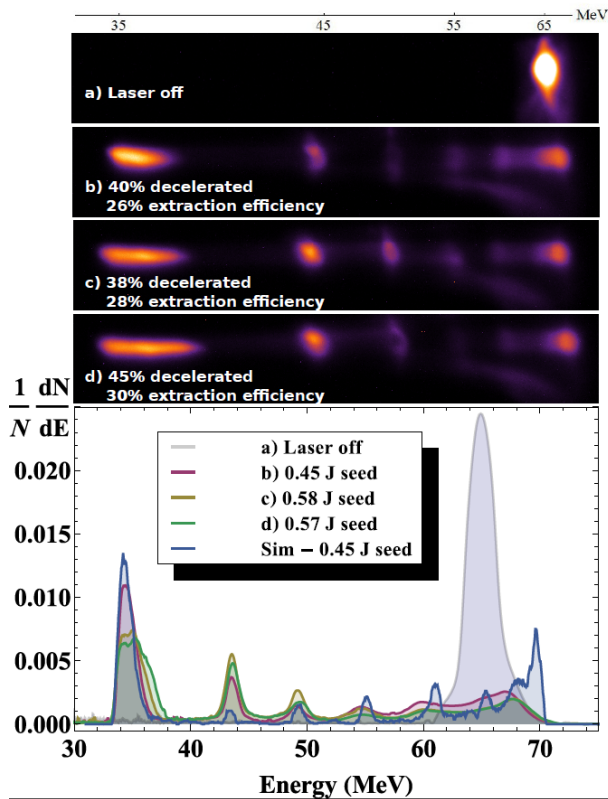 MeV
35 45 55 65
a) Laser off
b) 40% decelerated
26% extraction efficiency
c) 38% decelerated
28% extraction efficiency
d) 45% decelerated
30% extraction efficiency
1 dN
N dE
a) Laser off
b) 0.45 J seed
c) 0.58 J seed
d) 0.57 J seed
Sim − 0.45 J seed
0.020
0.015
0.010
0.005
0.000
30 40 50 60 70
Energy (MeV)